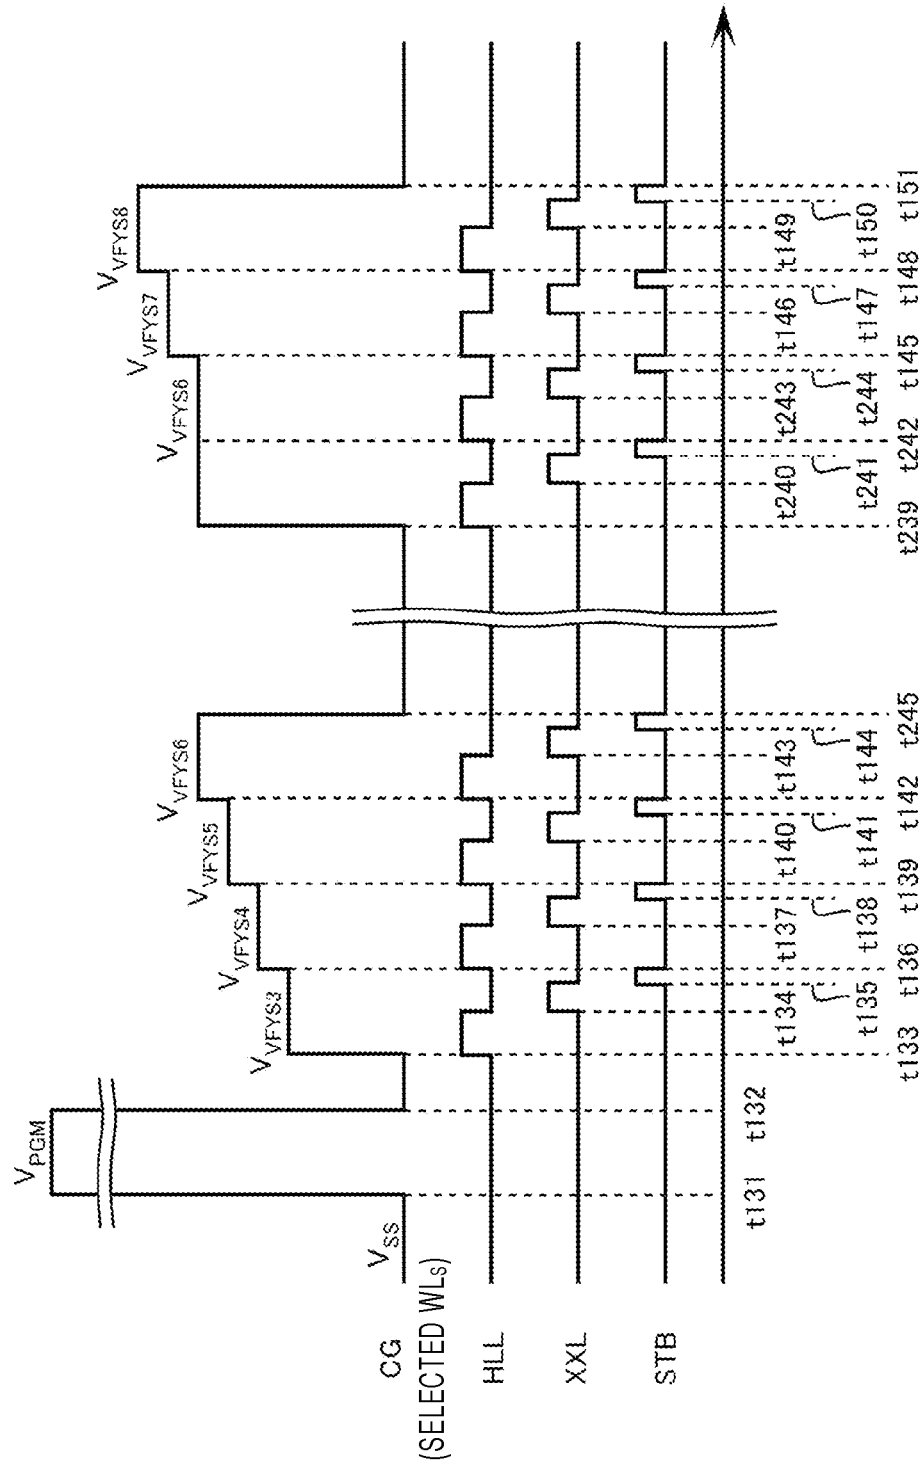 V_PGM
V_SS
V_VFYS3
V_VFYS4
V_VFYS5
V_VFYS6
V_VFYS6
V_VFYS7
V_VFYS8
CG
(SELECTED WLs)
HLL
XXL
STB
t131
t132
t134
t137
t140
t143
t240
t243
t146
t149
t135
t138
t141
t144
t241
t244
t147
t150
t133
t136
t139
t142
t245
t239
t242
t145
t148
t151